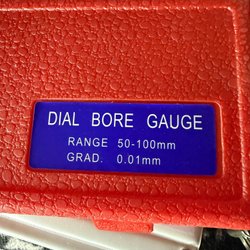 DIAL BORE GAUGE
RANGE 50-100mm
GRAD. 0.01mm